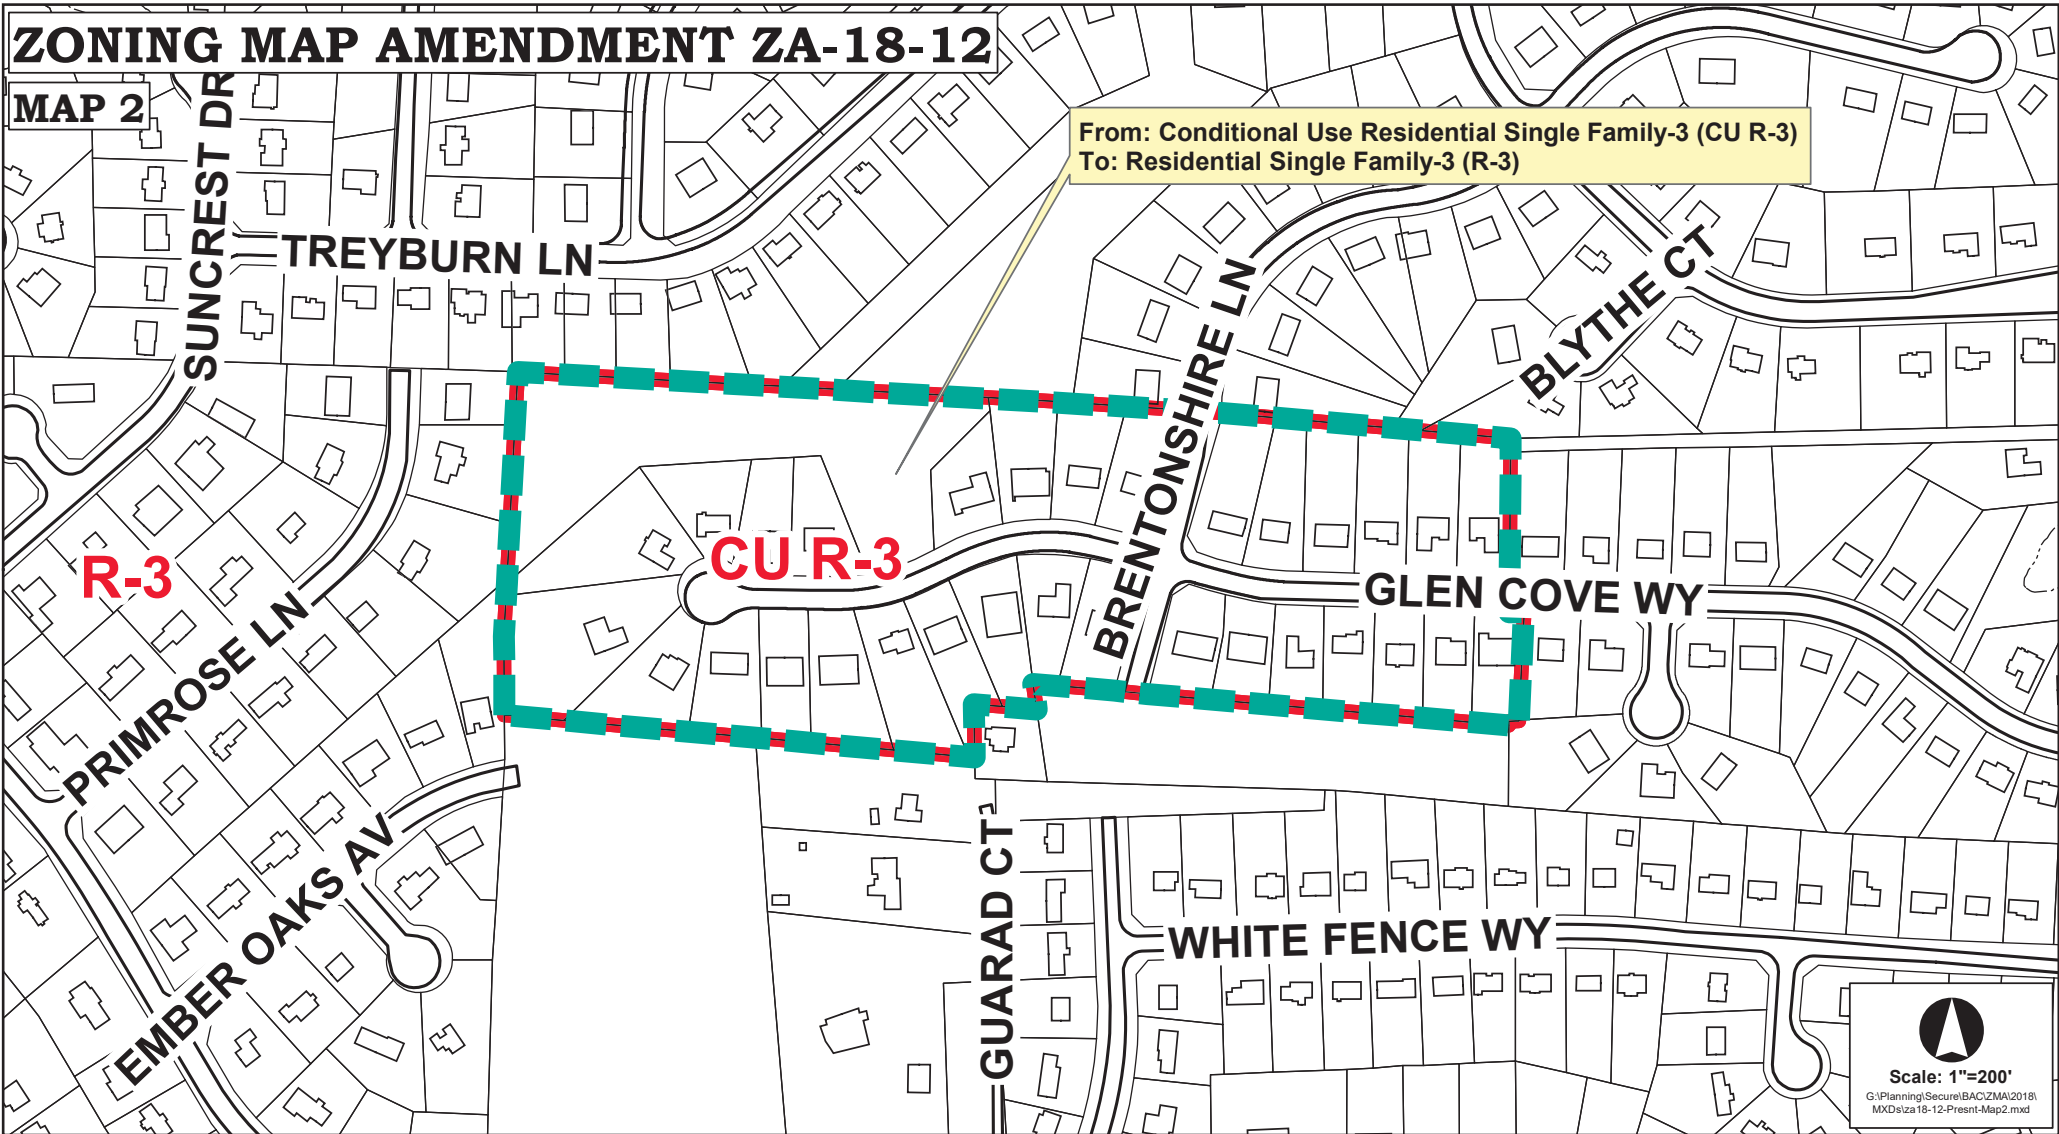 ZONING MAP AMENDMENT ZA-18-12
MAP 2
From: Conditional Use Residential Single Family-3 (CU R-3)
To: Residential Single Family-3 (R-3)
SUNCREST DR
TREYBURN LN
BRENTONSHIRE LN
BLYTHE CT
R-3
CU R-3
GLEN COVE WY
PRIMROSE LN
EMBER OAKS AV
GUARAD CT
WHITE FENCE WY
Scale: 1"=200'
G:\Planning\Secure\BAC\ZMA\2018\
MXDs\za18-12-Presnt-Map2.mxd